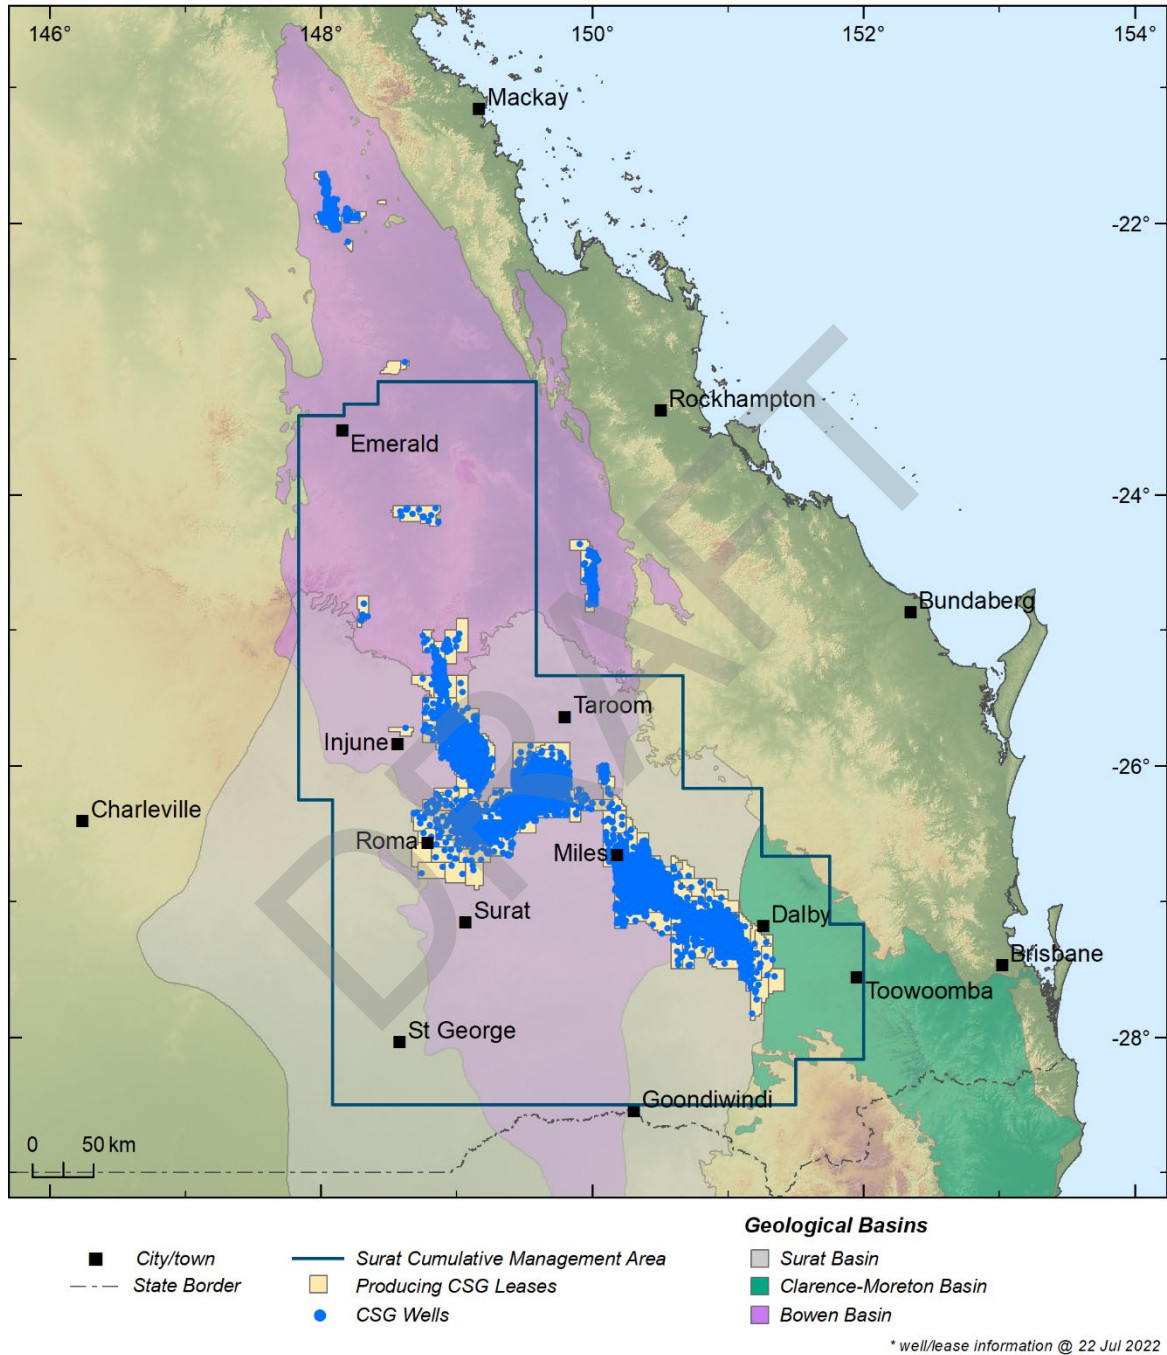 146°
148°
150°
152°
154°
Mackay
-22°
Rockhampton
Emerald
-24°
Bundaberg
Taroom
Injune
-26°
Charleville
Roma
Miles
Surat
Dalby
Brisbane
Toowoomba
St George
-28°
Goondiwindi
0 50 km
DRAFT
Geological Basins
City/town
Surat Cumulative Management Area
Surat Basin
State Border
Producing CSG Leases
Clarence-Moreton Basin
CSG Wells
Bowen Basin
* well/lease information @ 22 Jul 2022